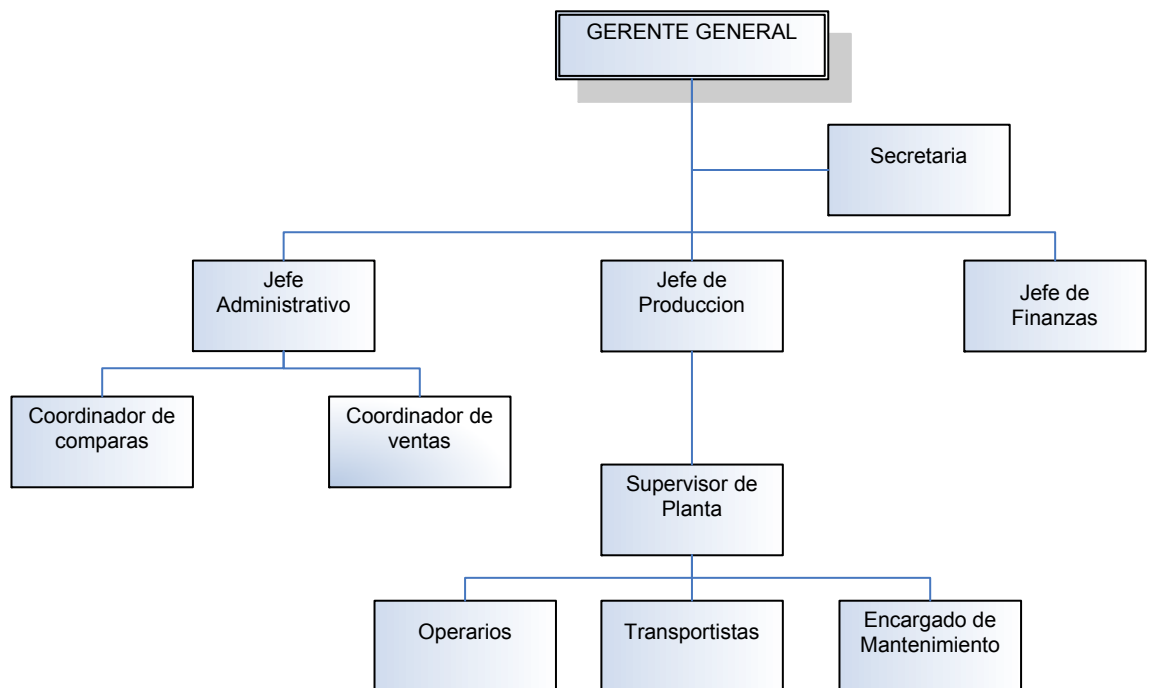 GERENTE GENERAL
Secretaria
Jefe
Administrativo
Jefe de
Produccion
Jefe de
Finanzas
Coordinador de
comparas
Coordinador de
ventas
Supervisor de
Planta
Operarios
Transportistas
Encargado de
Mantenimiento